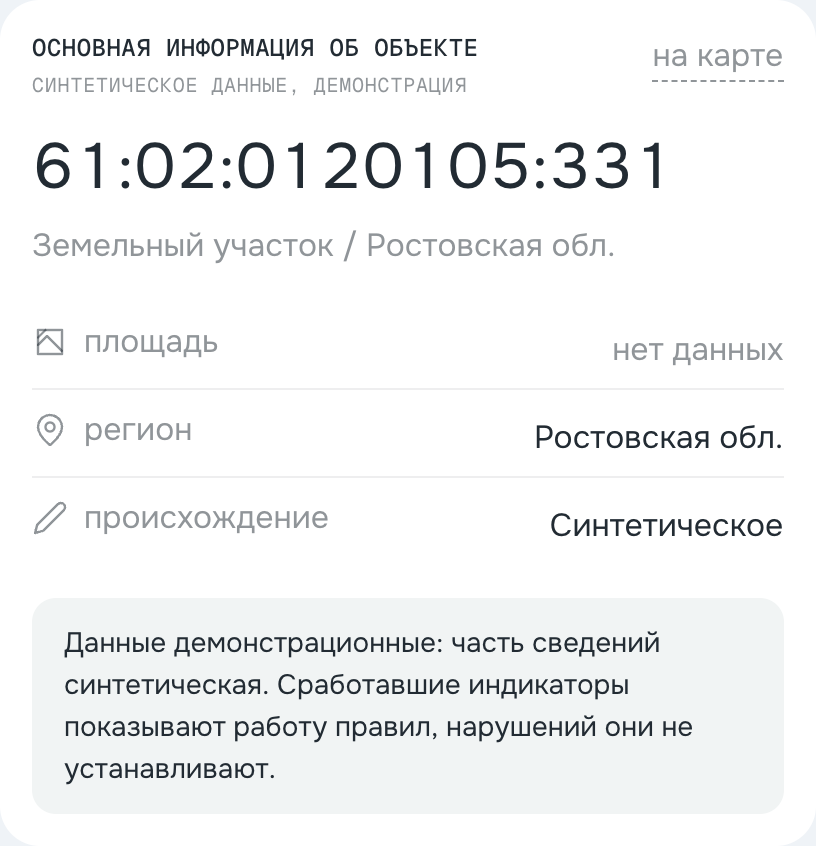 ОСНОВНАЯ ИНФОРМАЦИЯ ОБ ОБЪЕКТЕ
на карте
СИНТЕТИЧЕСКОЕ ДАННЫЕ, ДЕМОНСТРАЦИЯ
61:02:0120105:331
Земельный участок / Ростовская обл.
площадь
нет данных
регион
Ростовская обл.
происхождение
Синтетическое
Данные демонстрационные: часть сведений
синтетическая. Сработавшие индикаторы
показывают работу правил, нарушений они не
устанавливают.